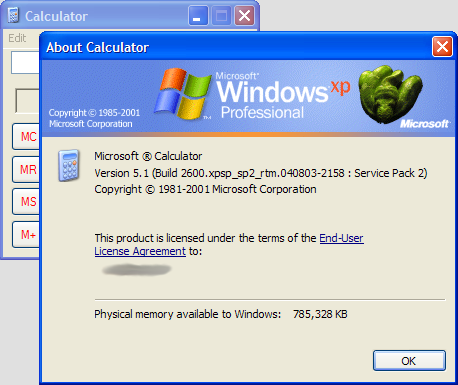 Calculator
Edit
MC
MR
MS
M+
About Calculator
Microsoft®
Windows xp
Professional
Copyright © 1985-2001
Microsoft Corporation
Microsoft
Microsoft ® Calculator
Version 5.1 (Build 2600.xpsp_sp2_rtm.040803-2158 : Service Pack 2)
Copyright © 1981-2001 Microsoft Corporation
This product is licensed under the terms of the End-User
License Agreement to:
Physical memory available to Windows: 785,328 KB
OK